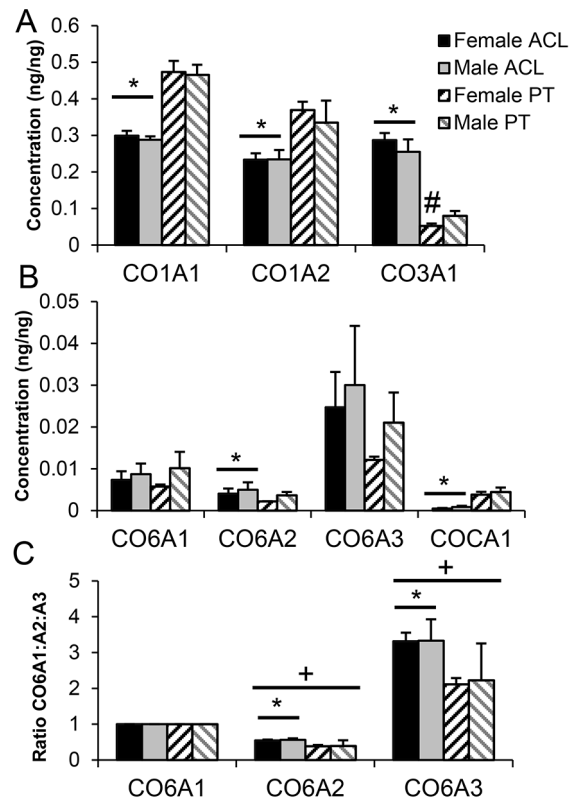 A
0.6
0.5
0.4
0.3
0.2
0.1
0
Concentration (ng/ng)
Female ACL
Male ACL
Female PT
Male PT
*
*
*
#
CO1A1 CO1A2 CO3A1
B
0.05
0.04
0.03
0.02
0.01
0
Concentration (ng/ng)
*
*
CO6A1 CO6A2 CO6A3 COCA1
C
5
4
3
2
1
0
Ratio CO6A1:A2:A3
+
*
+
*
CO6A1 CO6A2 CO6A3